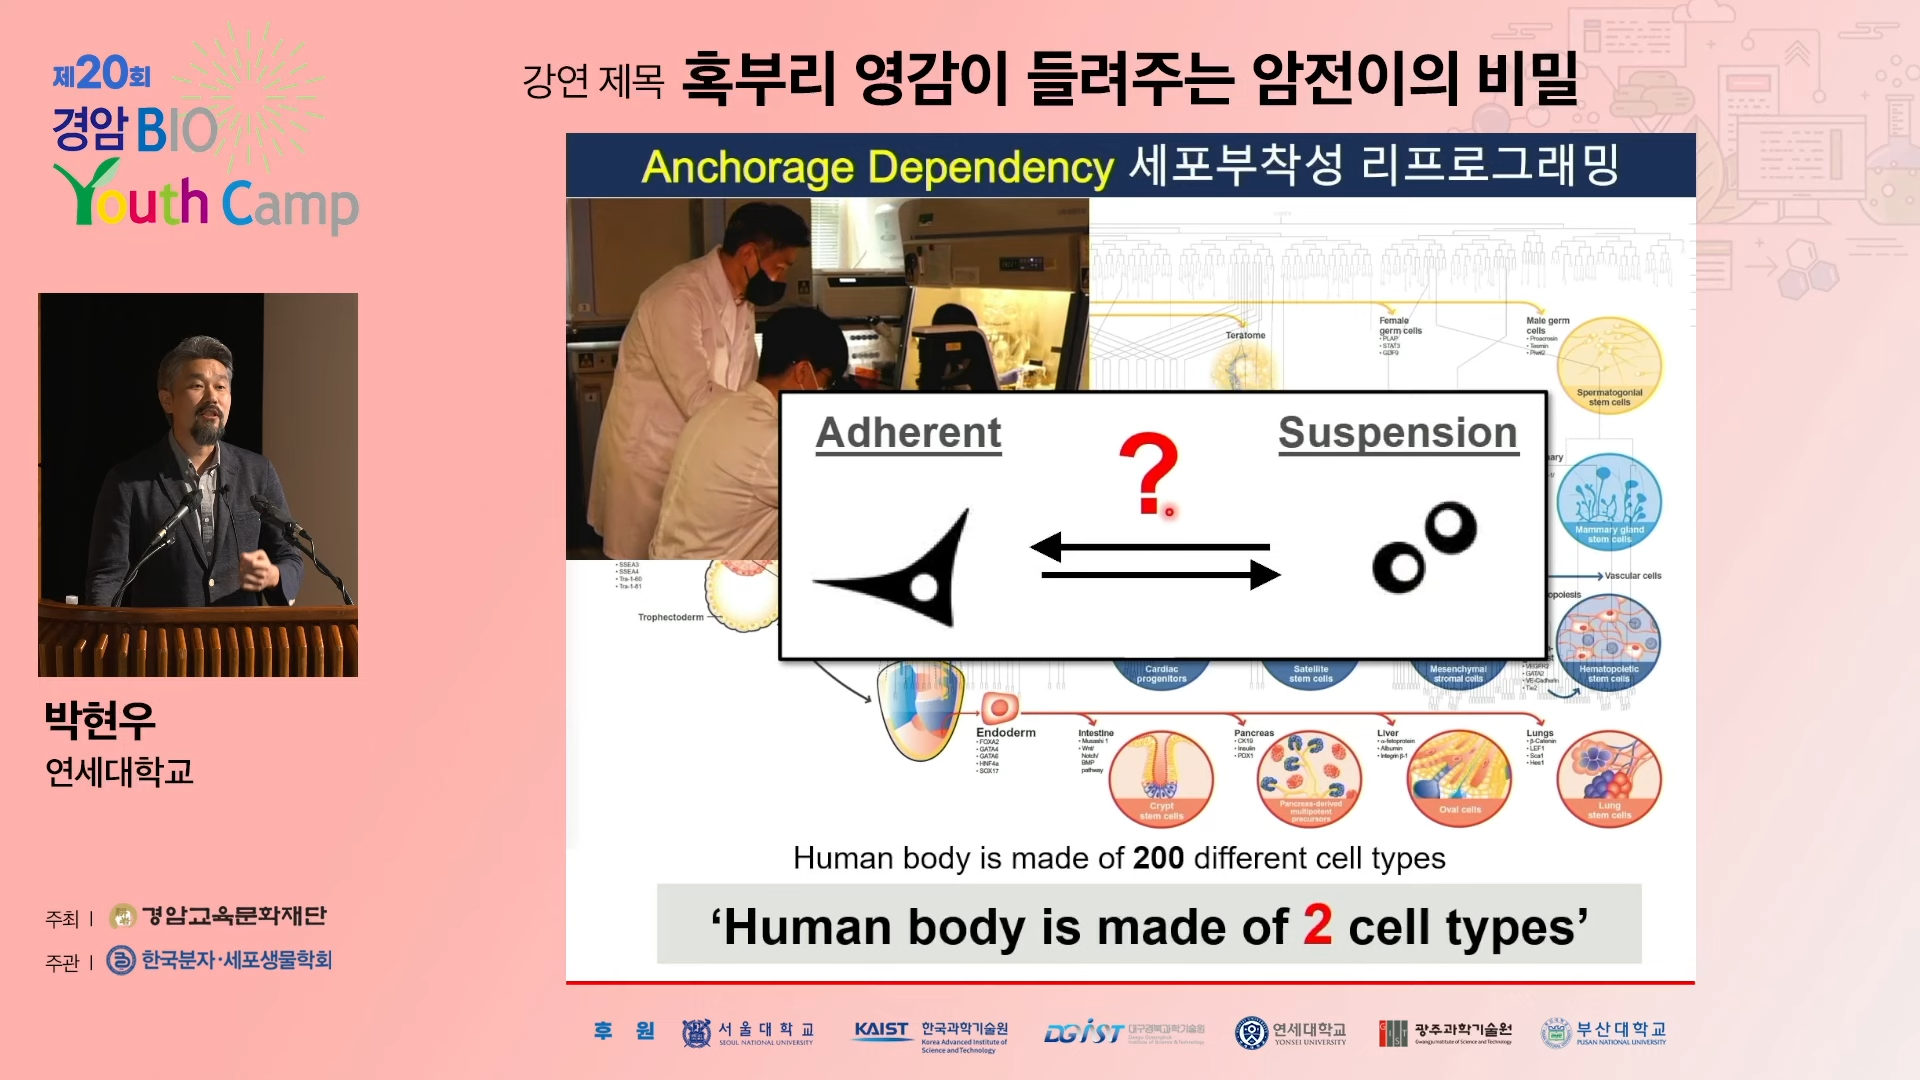 제20회
경암 BIO
Youth Camp
강연 제목 혹부리 영감이 들려주는 암전이의 비밀
Anchorage Dependency 세포부착성 리프로그래밍
Teratome
Female
germ cells
• PLAP
• STAT3
• GDF9
Male germ
cells
• Proacrosin
• Tesmin
• Piwil2
Spermatogonial
stem cells
Adherent
?
Suspension
Mammary gland
stem cells
Vascular cells
• SSEA3
• SSEA4
• Tra-1-60
• Tra-1-81
Trophectoderm
Cardiac
progenitors
Satellite
stem cells
Mesenchymal
stromal cells
• VEGFR2
• GATA2
• VE-Cadherin
• Tie2
Hematopoietic
stem cells
Endoderm
• FOXA2
• GATA4
• GATA6
• HNF4a
• SOX17
Intestine
• Musashi 1
• Wnt/
Notch/
BMP
pathway
Crypt
stem cells
Pancreas
• CK19
• Insulin
• PDX1
Pancreas-derived
multipotent
precursors
Liver
• α-fetoprotein
• Albumin
• Integrin β-1
Oval cells
Lungs
• β-Catenin
• LEF1
• Sca1
• Hes1
Lung
stem cells
Human body is made of 200 different cell types
‘Human body is made of 2 cell types’
박현우
연세대학교
주최 | 경암교육문화재단
주관 | 한국분자·세포생물학회
후 원
서울대학교
SEOUL NATIONAL UNIVERSITY
KAIST 한국과학기술원
Korea Advanced Institute of
Science and Technology
DGIST 대구경북과학기술원
연세대학교
YONSEI UNIVERSITY
GIST 광주과학기술원
Gwangju Institute of Science and Technology
부산대학교
PUSAN NATIONAL UNIVERSITY